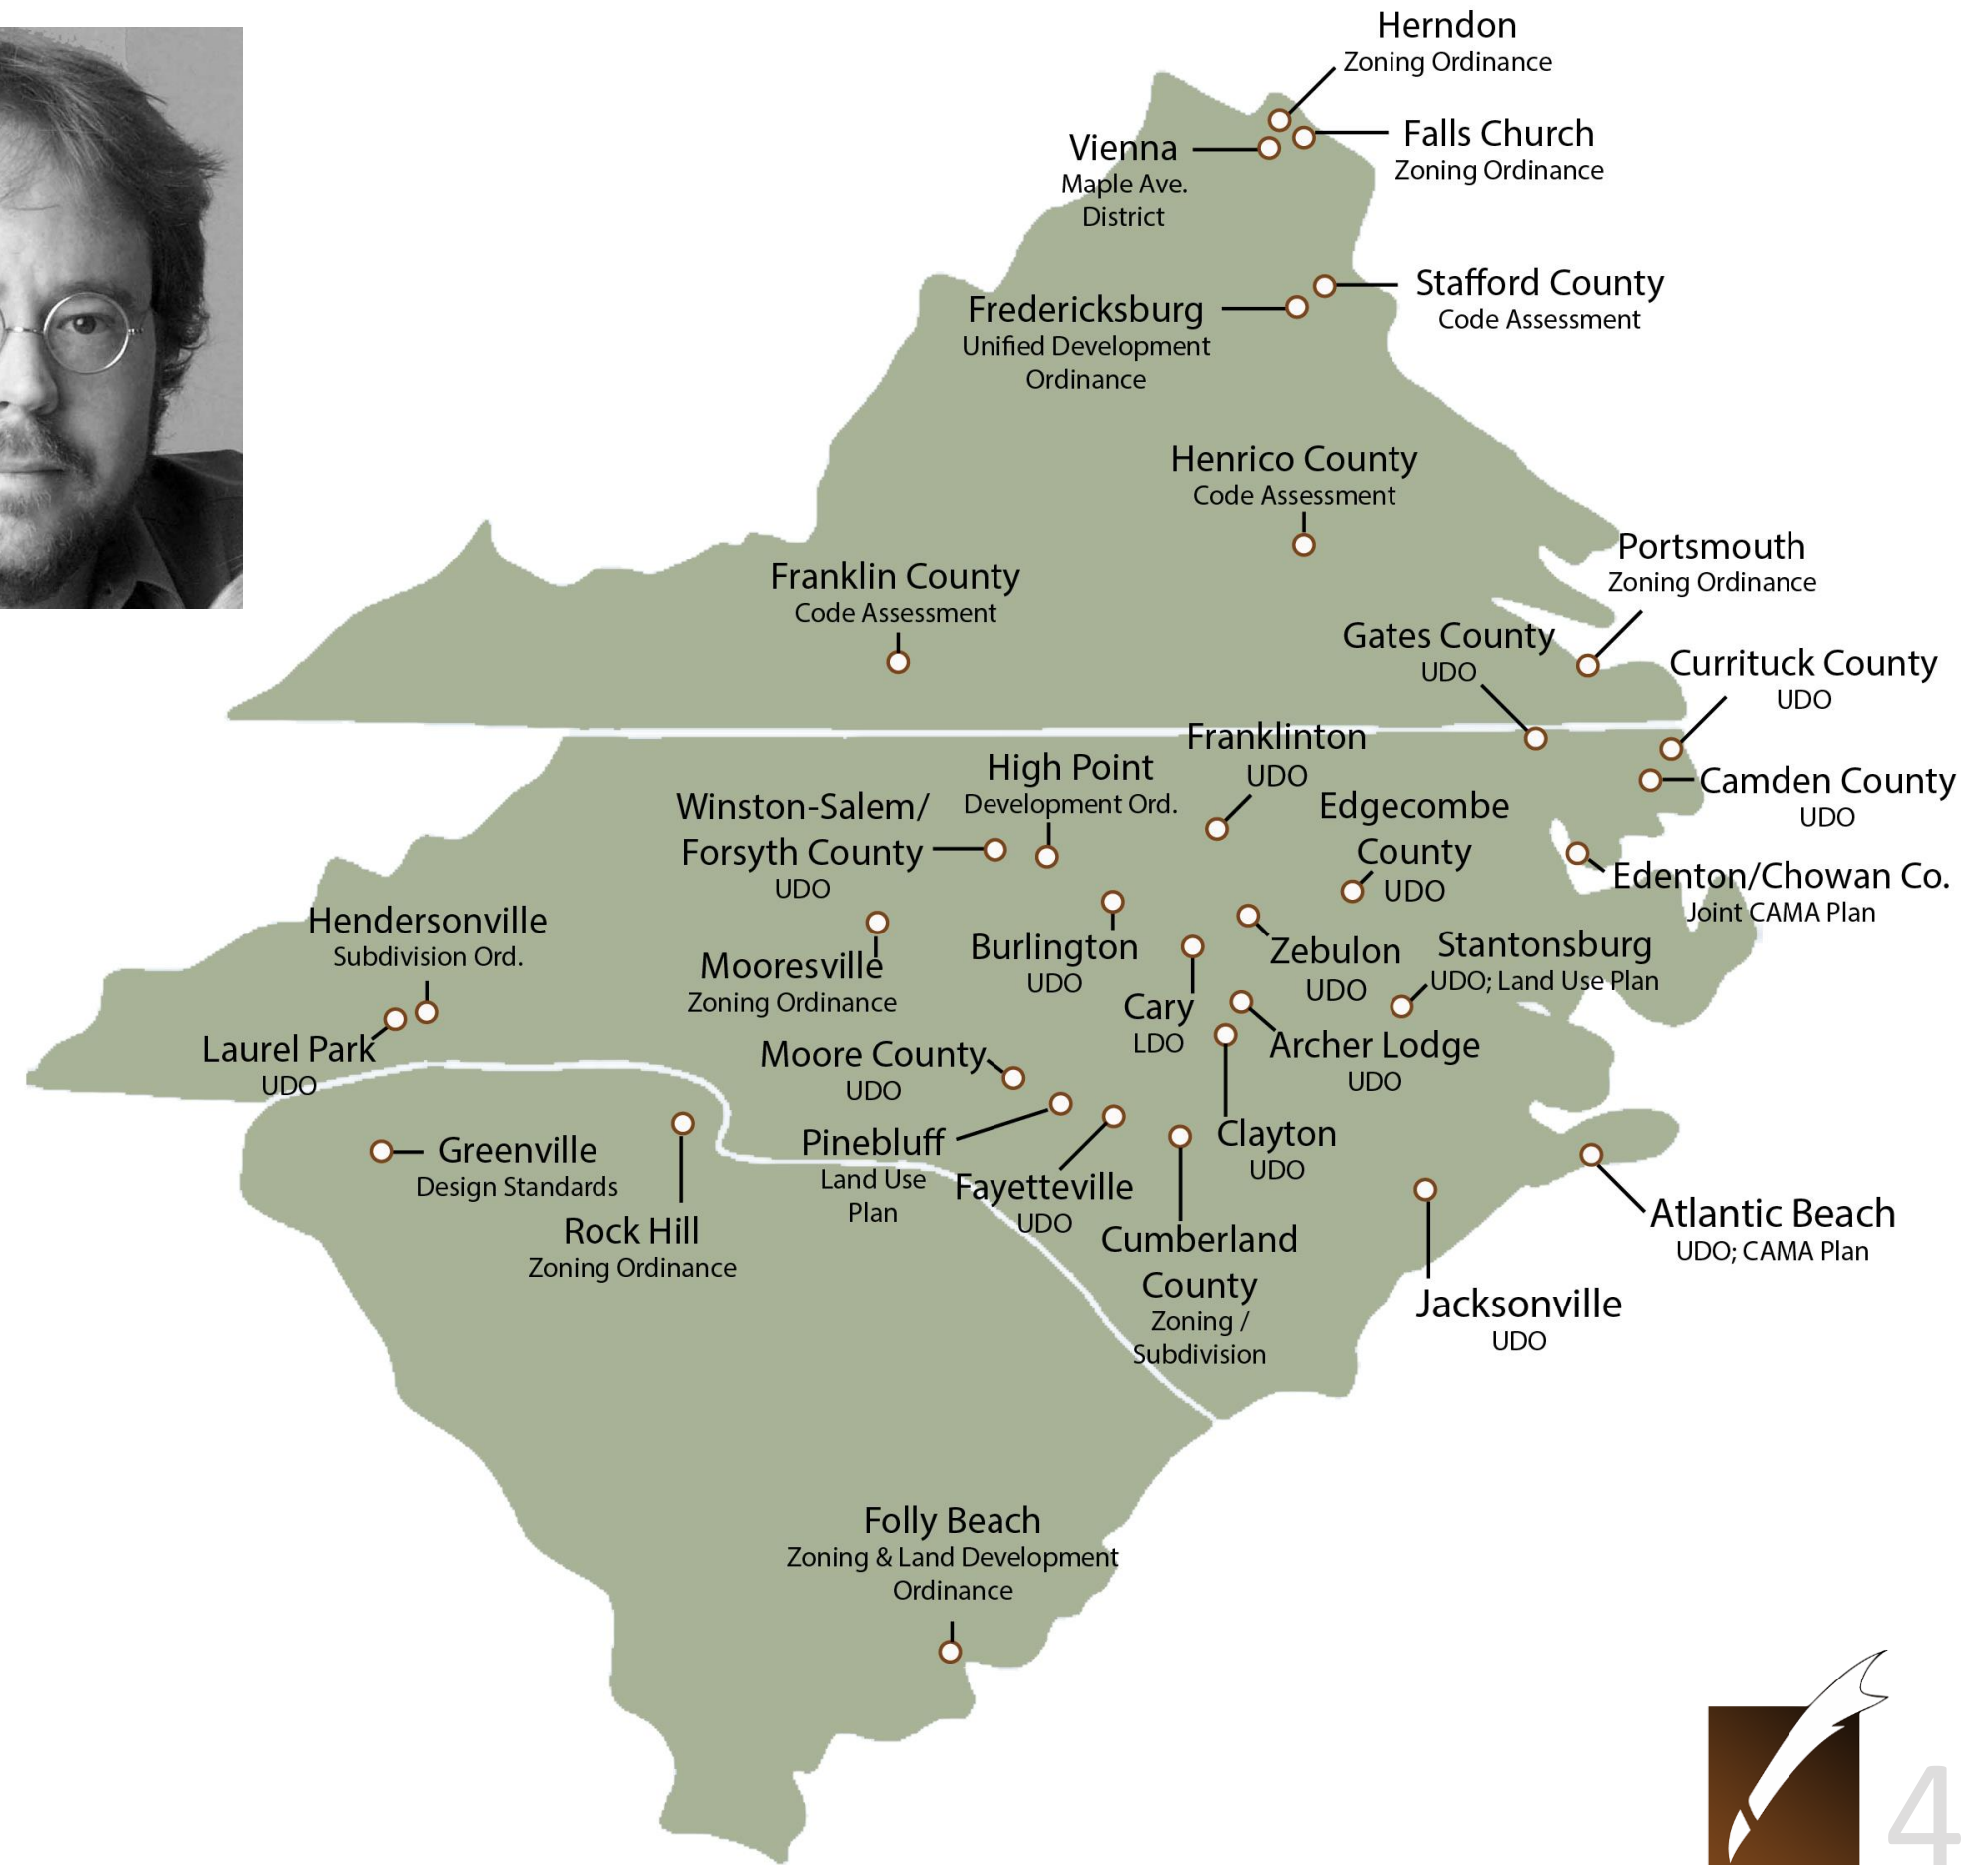 Herndon
Zoning Ordinance
Falls Church
Zoning Ordinance
Vienna
Maple Ave.
District
Stafford County
Code Assessment
Fredericksburg
Unified Development
Ordinance
Henrico County
Code Assessment
Portsmouth
Zoning Ordinance
Franklin County
Code Assessment
Gates County
UDO
Currituck County
UDO
Franklinton
UDO
High Point
Development Ord.
Camden County
UDO
Winston-Salem/
Forsyth County
UDO
Edgecombe
County
UDO
Edenton/Chowan Co.
Joint CAMA Plan
Hendersonville
Subdivision Ord.
Mooresville
Zoning Ordinance
Burlington
UDO
Zebulon
UDO
Stantonsburg
UDO; Land Use Plan
Cary
LDO
Laurel Park
UDO
Moore County
UDO
Archer Lodge
UDO
Pinebluff
Land Use
Plan
Clayton
UDO
Greenville
Design Standards
Fayetteville
UDO
Rock Hill
Zoning Ordinance
Cumberland
County
Zoning /
Subdivision
Atlantic Beach
UDO; CAMA Plan
Jacksonville
UDO
Folly Beach
Zoning & Land Development
Ordinance
4